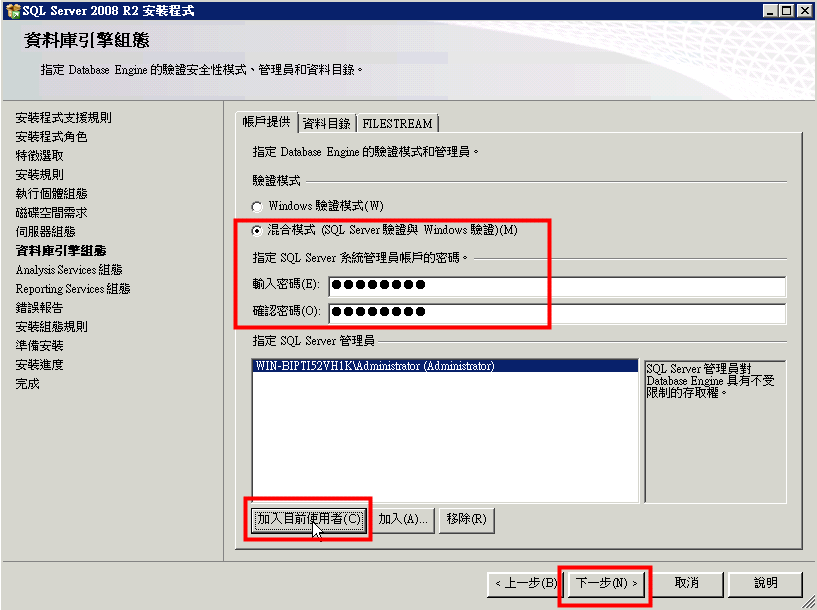 SQL Server 2008 R2 安裝程式
資料庫引擎組態
指定 Database Engine 的驗證安全性模式、管理員和資料目錄。
安裝程式支援規則
安裝程式角色
特徵選取
安裝規則
執行個體組態
磁碟空間需求
伺服器組態
資料庫引擎組態
Analysis Services 組態
Reporting Services 組態
錯誤報告
安裝組態規則
準備安裝
安裝進度
完成
帳戶提供 資料目錄 FILESTREAM
指定 Database Engine 的驗證模式和管理員。
驗證模式
Windows 驗證模式(W)
混合模式 (SQL Server 驗證與 Windows 驗證)(M)
指定 SQL Server 系統管理員帳戶的密碼。
輸入密碼(E): ●●●●●●●●
確認密碼(O): ●●●●●●●●
指定 SQL Server 管理員
WIN-BIPTI52VH1K\Administrator (Administrator)
SQL Server 管理員對
Database Engine 具有不受
限制的存取權。
加入目前使用者(C) 加入(A)... 移除(R)
< 上一步(B) 下一步(N) > 取消 說明